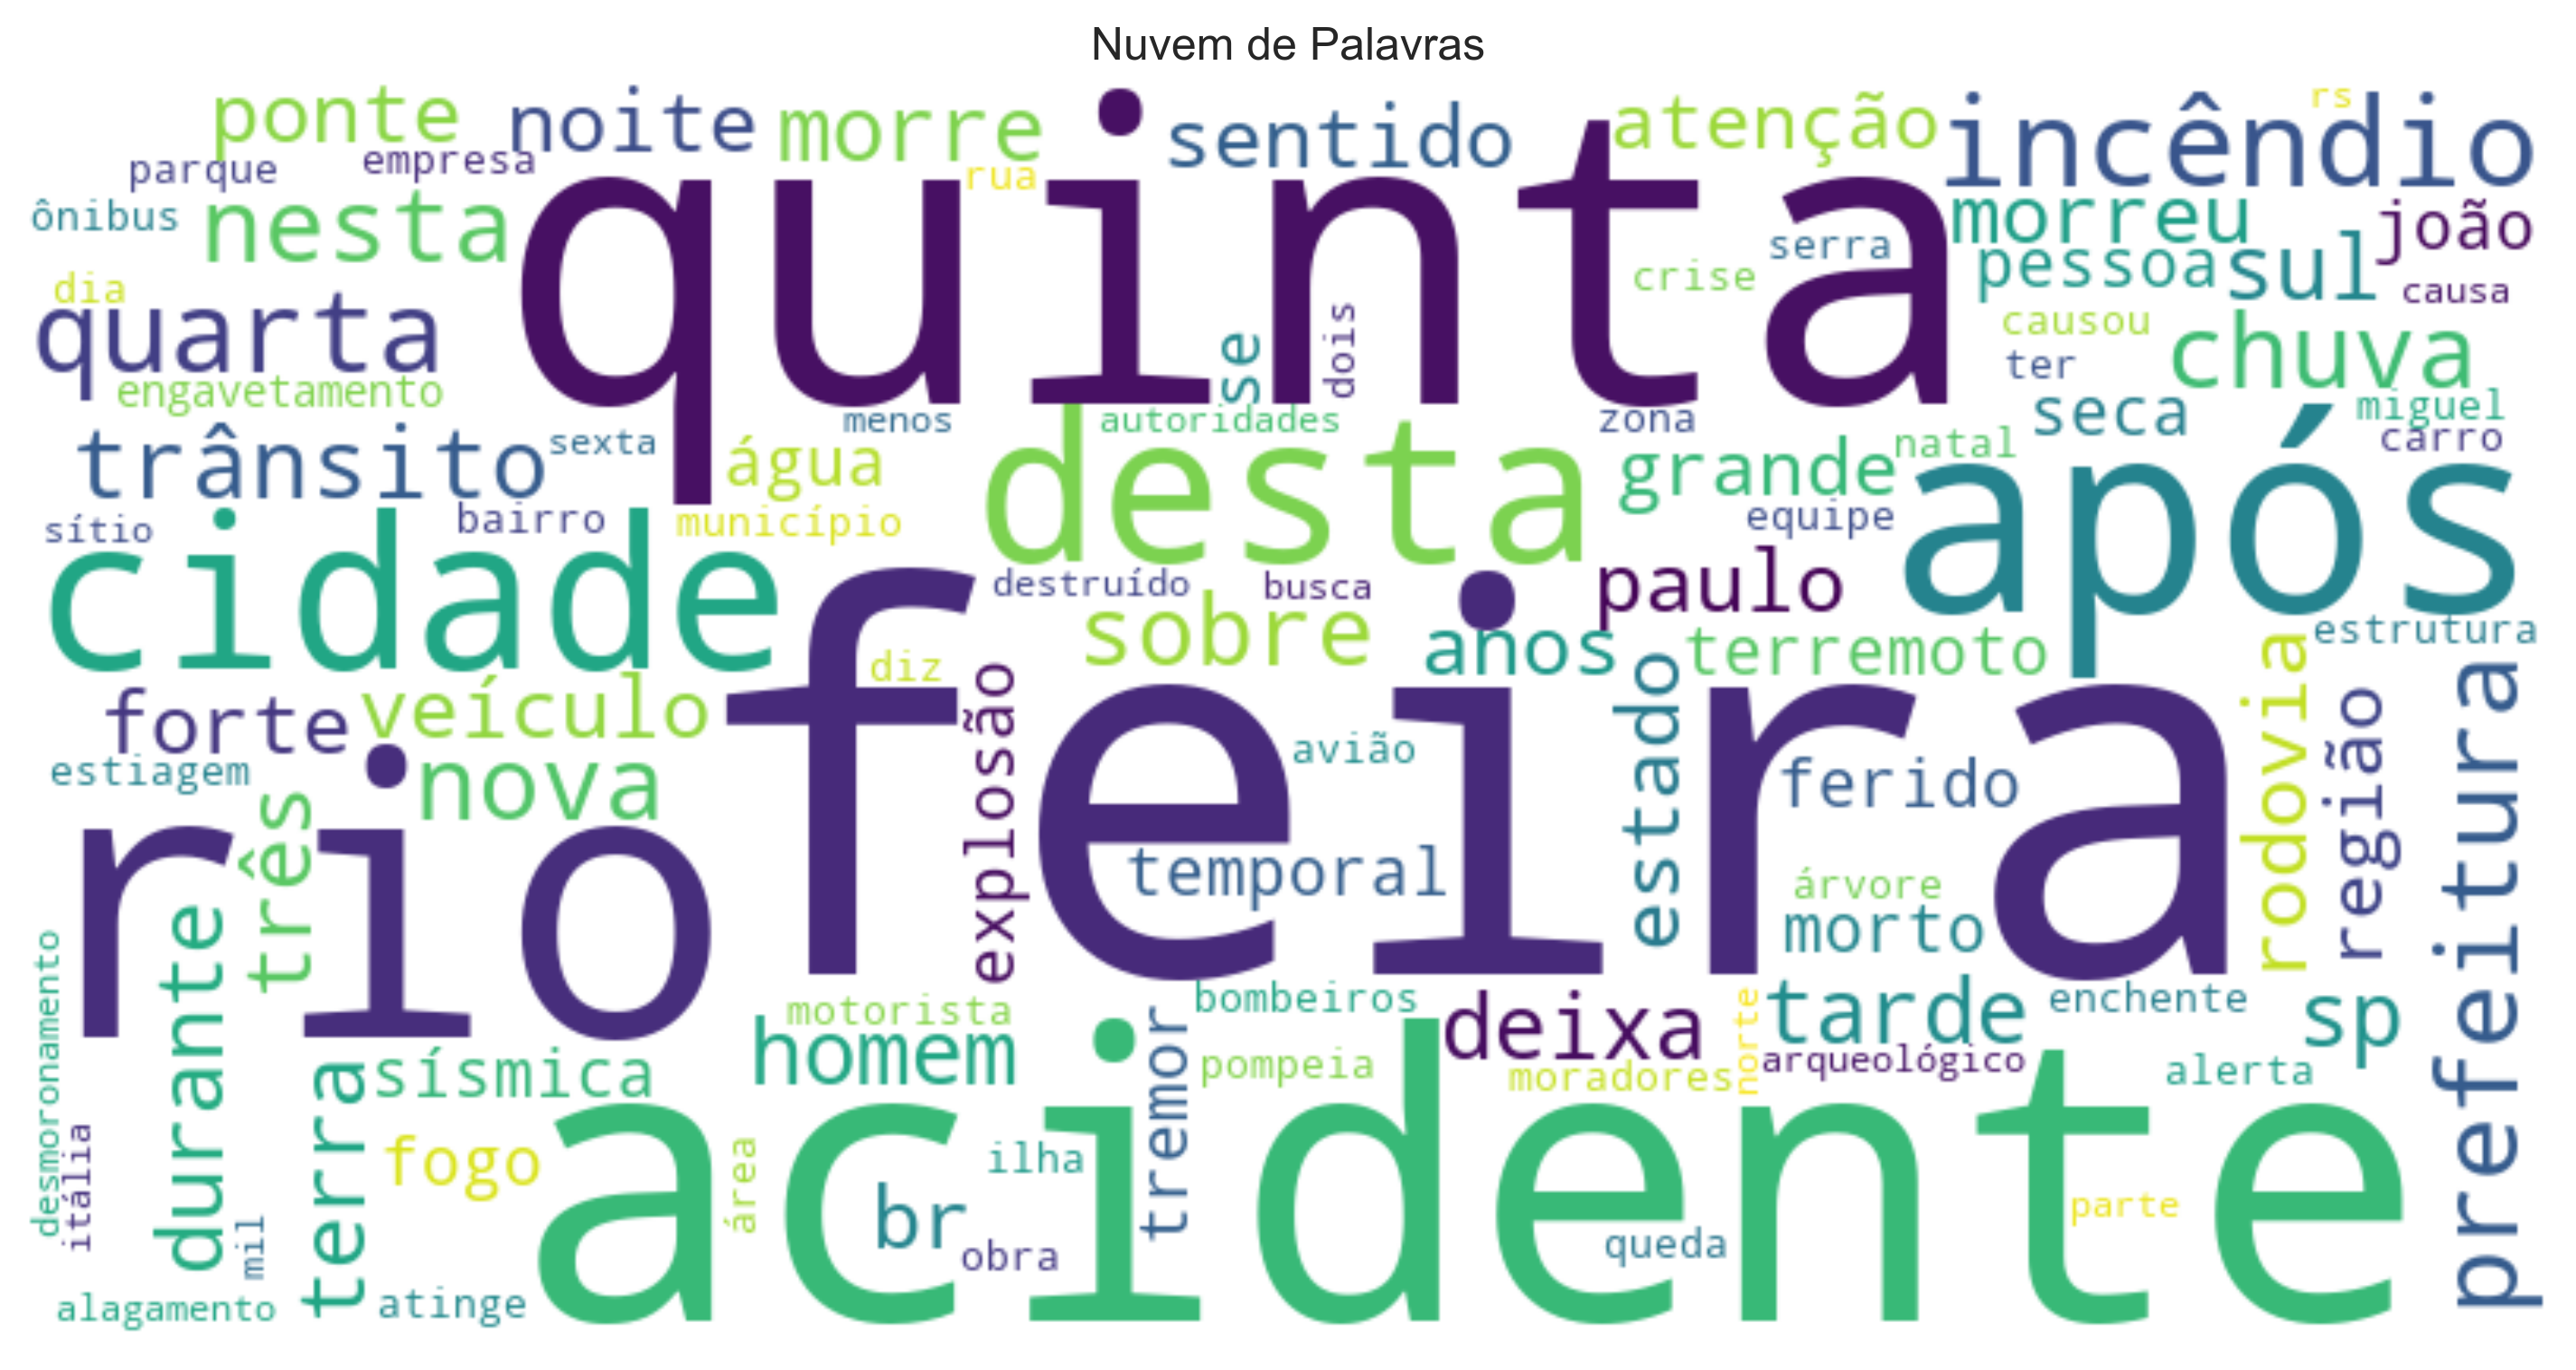 Nuvem de Palavras
ponte
noite
morre
sentido
atenção
incêndio
rs
parque
empresa
rua
quinta
ônibus
nesta
morreu
joão
serra
pessoa
sul
crise
causa
dia
quarta
se
dois
causou
chuva
ter
engavetamento
menos
autoridades
zona
seca
miguel
carro
trânsito
sexta
água
desta
grande
natal
após
sítio
bairro
município
equipe
cidade
destruído
busca
paulo
sobre
anos
terremoto
estrutura
diz
feira
forte
veículo
explosão
estado
rodovia
região
prefeitura
estiagem
nova
avião
ferido
rio
três
temporal
árvore
morto
desmoronamento
durante
motorista
bombeiros
deixa
norte
tarde
enchente
sp
homem
tremor
sísmica
pompeia
moradores
arqueológico
alerta
terra
itália
fogo
acidente
área
ilha
br
obra
parte
queda
mil
alagamento
atinge